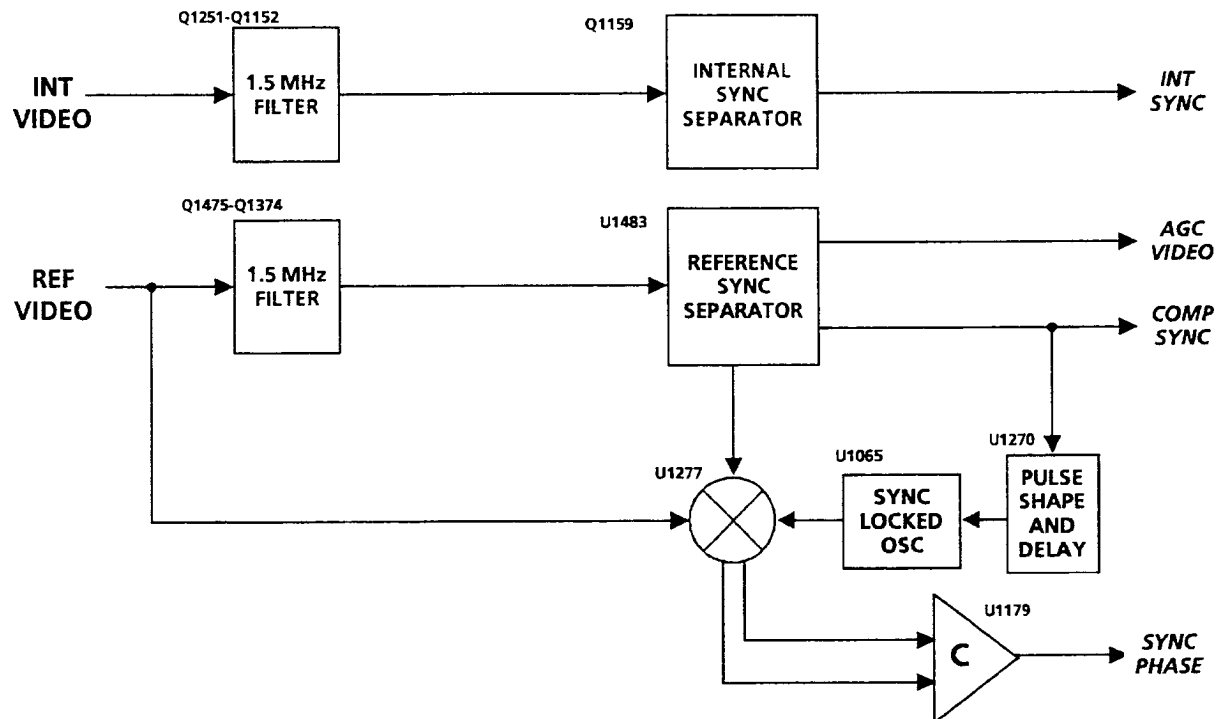 Q1251-Q1152
Q1159
INT
VIDEO
1.5 MHz
FILTER
INTERNAL
SYNC
SEPARATOR
INT
SYNC
Q1475-Q1374
U1483
REF
VIDEO
1.5 MHz
FILTER
REFERENCE
SYNC
SEPARATOR
AGC
VIDEO
COMP
SYNC
U1277
U1065
U1270
SYNC
LOCKED
OSC
PULSE
SHAPE
AND
DELAY
U1179
C
SYNC
PHASE